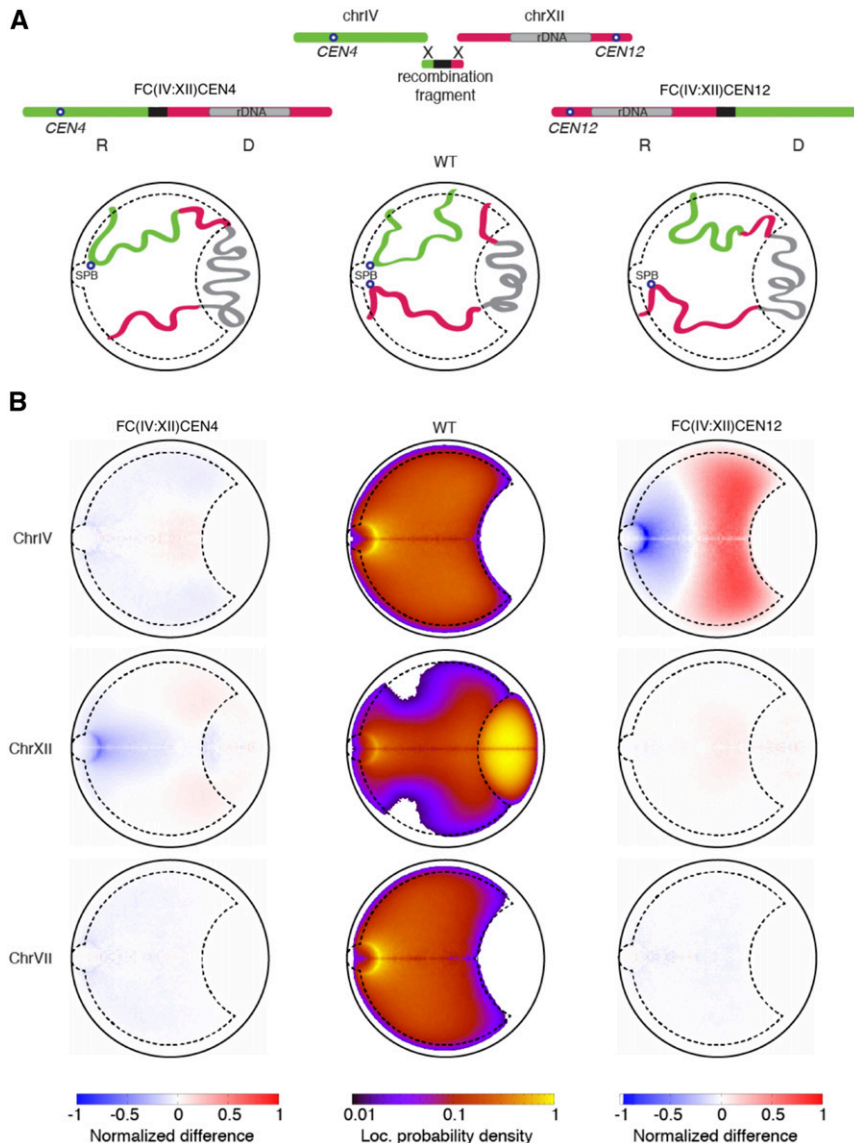 A
chrIV
chrXII
CEN4
rDNA
CEN12
X X
recombination
fragment
FC(IV:XII)CEN4
FC(IV:XII)CEN12
CEN4
rDNA
CEN12
rDNA
R
D
R
D
WT
SPB
SPB
SPB
B
FC(IV:XII)CEN4
WT
FC(IV:XII)CEN12
ChrIV
ChrXII
ChrVII
-1 -0.5 0 0.5 1
0.01 0.1 1
-1 -0.5 0 0.5 1
Normalized difference
Loc. probability density
Normalized difference